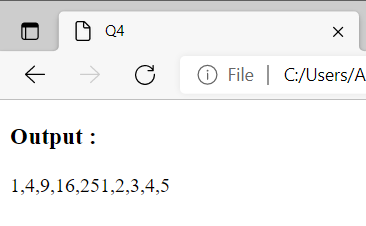 Q4
File | C:/Users/A
Output :
1,4,9,16,251,2,3,4,5